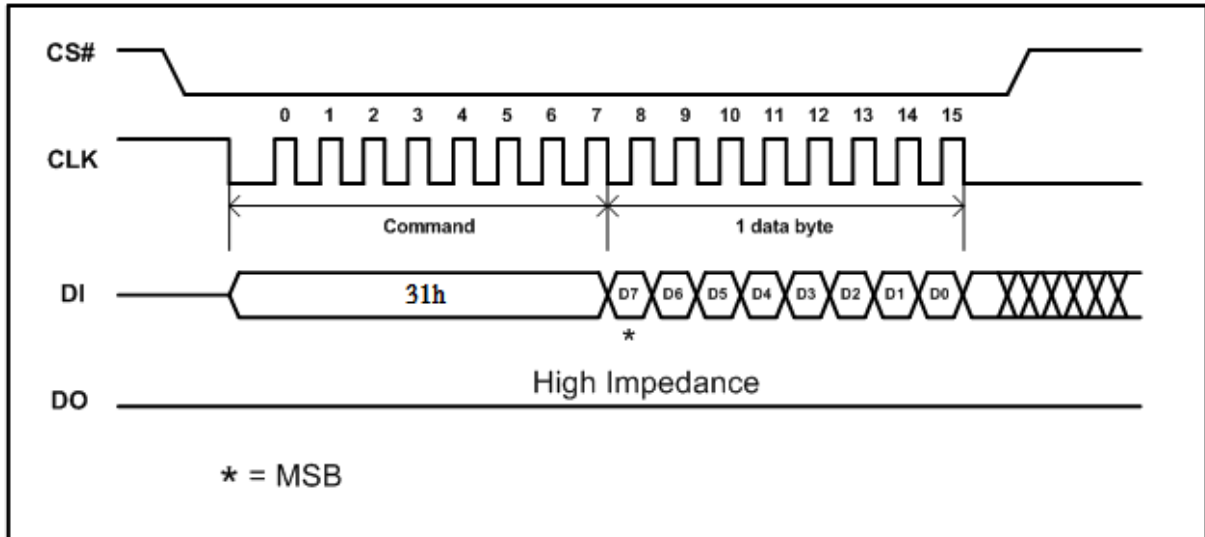 CS#
0 1 2 3 4 5 6 7 8 9 10 11 12 13 14 15
CLK
Command 1 data byte
DI 31h D7 D6 D5 D4 D3 D2 D1 D0
*
High Impedance
DO
* = MSB